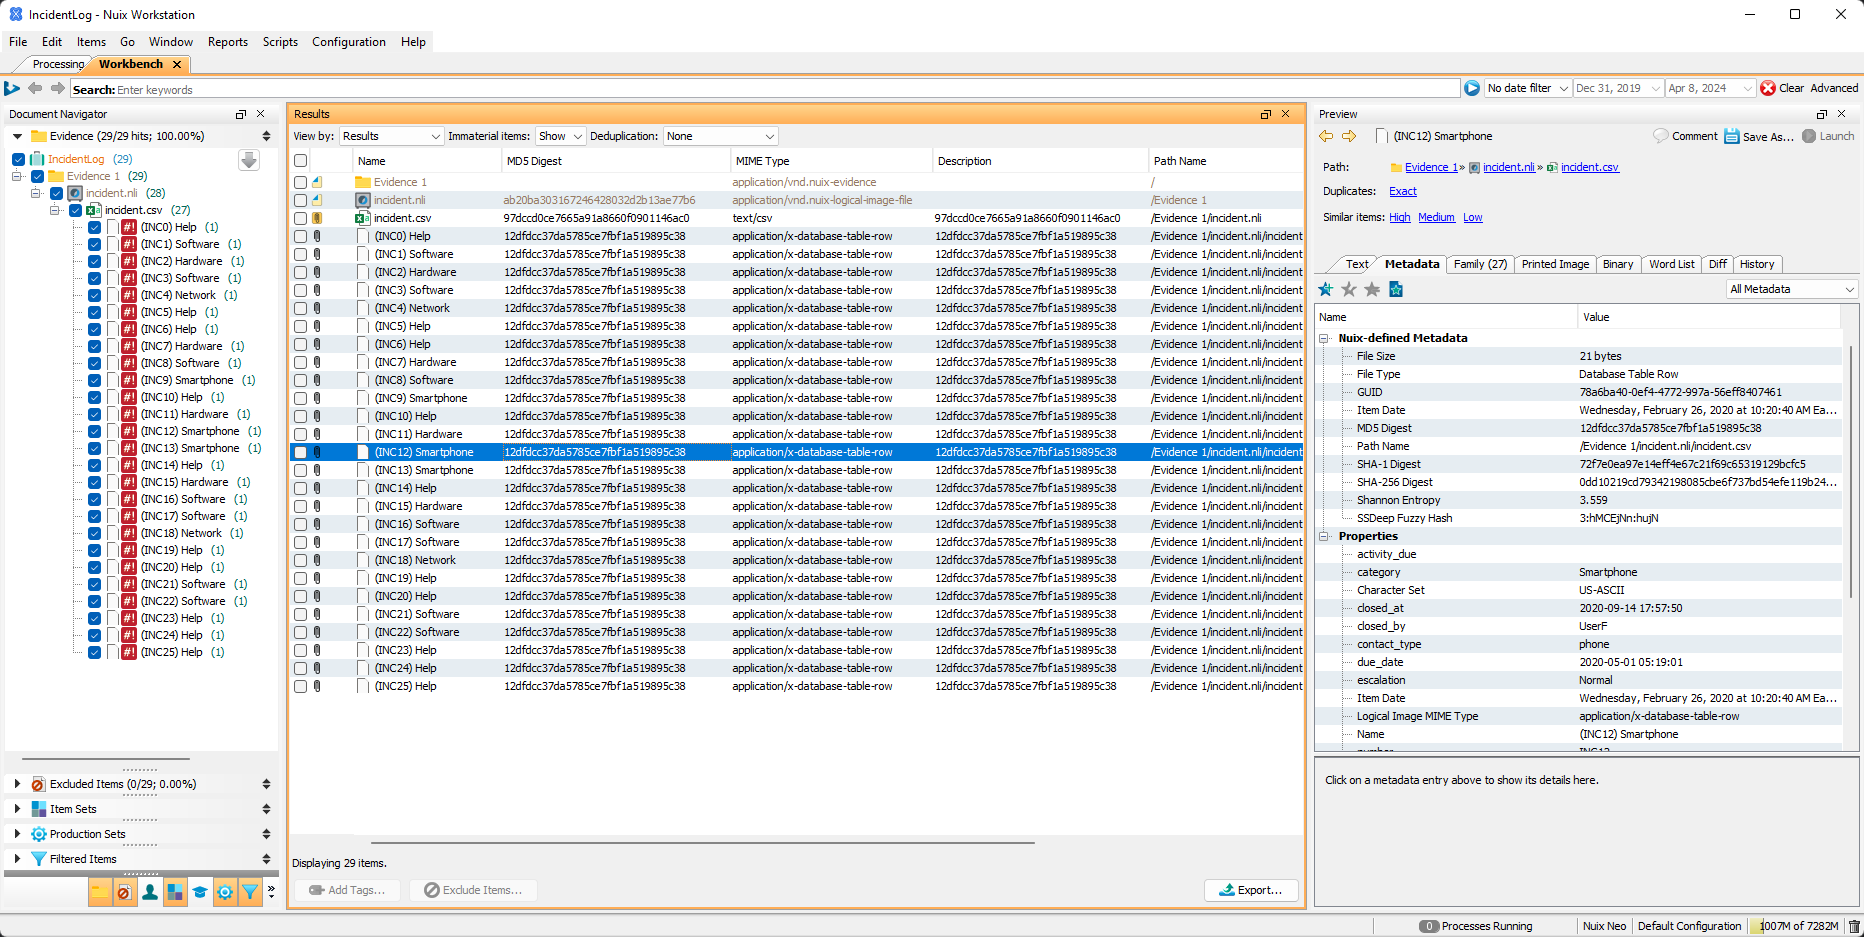 IncidentLog - Nuix Workstation
File Edit Items Go Window Reports Scripts Configuration Help
Processing Workbench
Search: Enter keywords No date filter Dec 31, 2019 Apr 8, 2024 Clear Advanced
Document Navigator
Evidence (29/29 hits; 100.00%)
IncidentLog (29)
Evidence 1 (29)
incident.nli (28)
incident.csv (27)
#! (INC0) Help (1)
#! (INC1) Software (1)
#! (INC2) Hardware (1)
#! (INC3) Software (1)
#! (INC4) Network (1)
#! (INC5) Help (1)
#! (INC6) Help (1)
#! (INC7) Hardware (1)
#! (INC8) Software (1)
#! (INC9) Smartphone (1)
#! (INC10) Help (1)
#! (INC11) Hardware (1)
#! (INC12) Smartphone (1)
#! (INC13) Smartphone (1)
#! (INC14) Help (1)
#! (INC15) Hardware (1)
#! (INC16) Software (1)
#! (INC17) Software (1)
#! (INC18) Network (1)
#! (INC19) Help (1)
#! (INC20) Help (1)
#! (INC21) Software (1)
#! (INC22) Software (1)
#! (INC23) Help (1)
#! (INC24) Help (1)
#! (INC25) Help (1)
Excluded Items (0/29; 0.00%)
Item Sets
Production Sets
Filtered Items
Results
View by: Results Immaterial items: Show Deduplication: None
Name MD5 Digest MIME Type Description Path Name
Evidence 1 application/vnd.nuix-evidence /
incident.nli ab20ba303167246428032d2b13ae77b6 application/vnd.nuix-logical-image-file /Evidence 1
incident.csv 97dccd0ce7665a91a8660f0901146ac0 text/csv 97dccd0ce7665a91a8660f0901146ac0 /Evidence 1/incident.nli
(INC0) Help 12dfdcc37da5785ce7fbf1a519895c38 application/x-database-table-row 12dfdcc37da5785ce7fbf1a519895c38 /Evidence 1/incident.nli/incident
(INC1) Software 12dfdcc37da5785ce7fbf1a519895c38 application/x-database-table-row 12dfdcc37da5785ce7fbf1a519895c38 /Evidence 1/incident.nli/incident
(INC2) Hardware 12dfdcc37da5785ce7fbf1a519895c38 application/x-database-table-row 12dfdcc37da5785ce7fbf1a519895c38 /Evidence 1/incident.nli/incident
(INC3) Software 12dfdcc37da5785ce7fbf1a519895c38 application/x-database-table-row 12dfdcc37da5785ce7fbf1a519895c38 /Evidence 1/incident.nli/incident
(INC4) Network 12dfdcc37da5785ce7fbf1a519895c38 application/x-database-table-row 12dfdcc37da5785ce7fbf1a519895c38 /Evidence 1/incident.nli/incident
(INC5) Help 12dfdcc37da5785ce7fbf1a519895c38 application/x-database-table-row 12dfdcc37da5785ce7fbf1a519895c38 /Evidence 1/incident.nli/incident
(INC6) Help 12dfdcc37da5785ce7fbf1a519895c38 application/x-database-table-row 12dfdcc37da5785ce7fbf1a519895c38 /Evidence 1/incident.nli/incident
(INC7) Hardware 12dfdcc37da5785ce7fbf1a519895c38 application/x-database-table-row 12dfdcc37da5785ce7fbf1a519895c38 /Evidence 1/incident.nli/incident
(INC8) Software 12dfdcc37da5785ce7fbf1a519895c38 application/x-database-table-row 12dfdcc37da5785ce7fbf1a519895c38 /Evidence 1/incident.nli/incident
(INC9) Smartphone 12dfdcc37da5785ce7fbf1a519895c38 application/x-database-table-row 12dfdcc37da5785ce7fbf1a519895c38 /Evidence 1/incident.nli/incident
(INC10) Help 12dfdcc37da5785ce7fbf1a519895c38 application/x-database-table-row 12dfdcc37da5785ce7fbf1a519895c38 /Evidence 1/incident.nli/incident
(INC11) Hardware 12dfdcc37da5785ce7fbf1a519895c38 application/x-database-table-row 12dfdcc37da5785ce7fbf1a519895c38 /Evidence 1/incident.nli/incident
(INC12) Smartphone 12dfdcc37da5785ce7fbf1a519895c38 application/x-database-table-row 12dfdcc37da5785ce7fbf1a519895c38 /Evidence 1/incident.nli/incident
(INC13) Smartphone 12dfdcc37da5785ce7fbf1a519895c38 application/x-database-table-row 12dfdcc37da5785ce7fbf1a519895c38 /Evidence 1/incident.nli/incident
(INC14) Help 12dfdcc37da5785ce7fbf1a519895c38 application/x-database-table-row 12dfdcc37da5785ce7fbf1a519895c38 /Evidence 1/incident.nli/incident
(INC15) Hardware 12dfdcc37da5785ce7fbf1a519895c38 application/x-database-table-row 12dfdcc37da5785ce7fbf1a519895c38 /Evidence 1/incident.nli/incident
(INC16) Software 12dfdcc37da5785ce7fbf1a519895c38 application/x-database-table-row 12dfdcc37da5785ce7fbf1a519895c38 /Evidence 1/incident.nli/incident
(INC17) Software 12dfdcc37da5785ce7fbf1a519895c38 application/x-database-table-row 12dfdcc37da5785ce7fbf1a519895c38 /Evidence 1/incident.nli/incident
(INC18) Network 12dfdcc37da5785ce7fbf1a519895c38 application/x-database-table-row 12dfdcc37da5785ce7fbf1a519895c38 /Evidence 1/incident.nli/incident
(INC19) Help 12dfdcc37da5785ce7fbf1a519895c38 application/x-database-table-row 12dfdcc37da5785ce7fbf1a519895c38 /Evidence 1/incident.nli/incident
(INC20) Help 12dfdcc37da5785ce7fbf1a519895c38 application/x-database-table-row 12dfdcc37da5785ce7fbf1a519895c38 /Evidence 1/incident.nli/incident
(INC21) Software 12dfdcc37da5785ce7fbf1a519895c38 application/x-database-table-row 12dfdcc37da5785ce7fbf1a519895c38 /Evidence 1/incident.nli/incident
(INC22) Software 12dfdcc37da5785ce7fbf1a519895c38 application/x-database-table-row 12dfdcc37da5785ce7fbf1a519895c38 /Evidence 1/incident.nli/incident
(INC23) Help 12dfdcc37da5785ce7fbf1a519895c38 application/x-database-table-row 12dfdcc37da5785ce7fbf1a519895c38 /Evidence 1/incident.nli/incident
(INC24) Help 12dfdcc37da5785ce7fbf1a519895c38 application/x-database-table-row 12dfdcc37da5785ce7fbf1a519895c38 /Evidence 1/incident.nli/incident
(INC25) Help 12dfdcc37da5785ce7fbf1a519895c38 application/x-database-table-row 12dfdcc37da5785ce7fbf1a519895c38 /Evidence 1/incident.nli/incident
Displaying 29 items.
Add Tags... Exclude Items... Export...
Preview
(INC12) Smartphone Comment Save As... Launch
Path: Evidence 1» incident.nli» incident.csv
Duplicates: Exact
Similar items: High Medium Low
Text Metadata Family (27) Printed Image Binary Word List Diff History
All Metadata
Name Value
Nuix-defined Metadata
File Size 21 bytes
File Type Database Table Row
GUID 78a6ba40-0ef4-4772-997a-56eff8407461
Item Date Wednesday, February 26, 2020 at 10:20:40 AM Ea...
MD5 Digest 12dfdcc37da5785ce7fbf1a519895c38
Path Name /Evidence 1/incident.nli/incident.csv
SHA-1 Digest 72f7e0ea97e14eff4e67c21f69c65319129bcfc5
SHA-256 Digest 0dd10219cd79342198085cbe6f737bd54efe119b24...
Shannon Entropy 3.559
SSDeep Fuzzy Hash 3:hMCEjNn:hujN
Properties
activity_due
category Smartphone
Character Set US-ASCII
closed_at 2020-09-14 17:57:50
closed_by UserF
contact_type phone
due_date 2020-05-01 05:19:01
escalation Normal
Item Date Wednesday, February 26, 2020 at 10:20:40 AM Ea...
Logical Image MIME Type application/x-database-table-row
Name (INC12) Smartphone
number INC12
Click on a metadata entry above to show its details here.
0 Processes Running Nuix Neo Default Configuration 1007M of 7282M